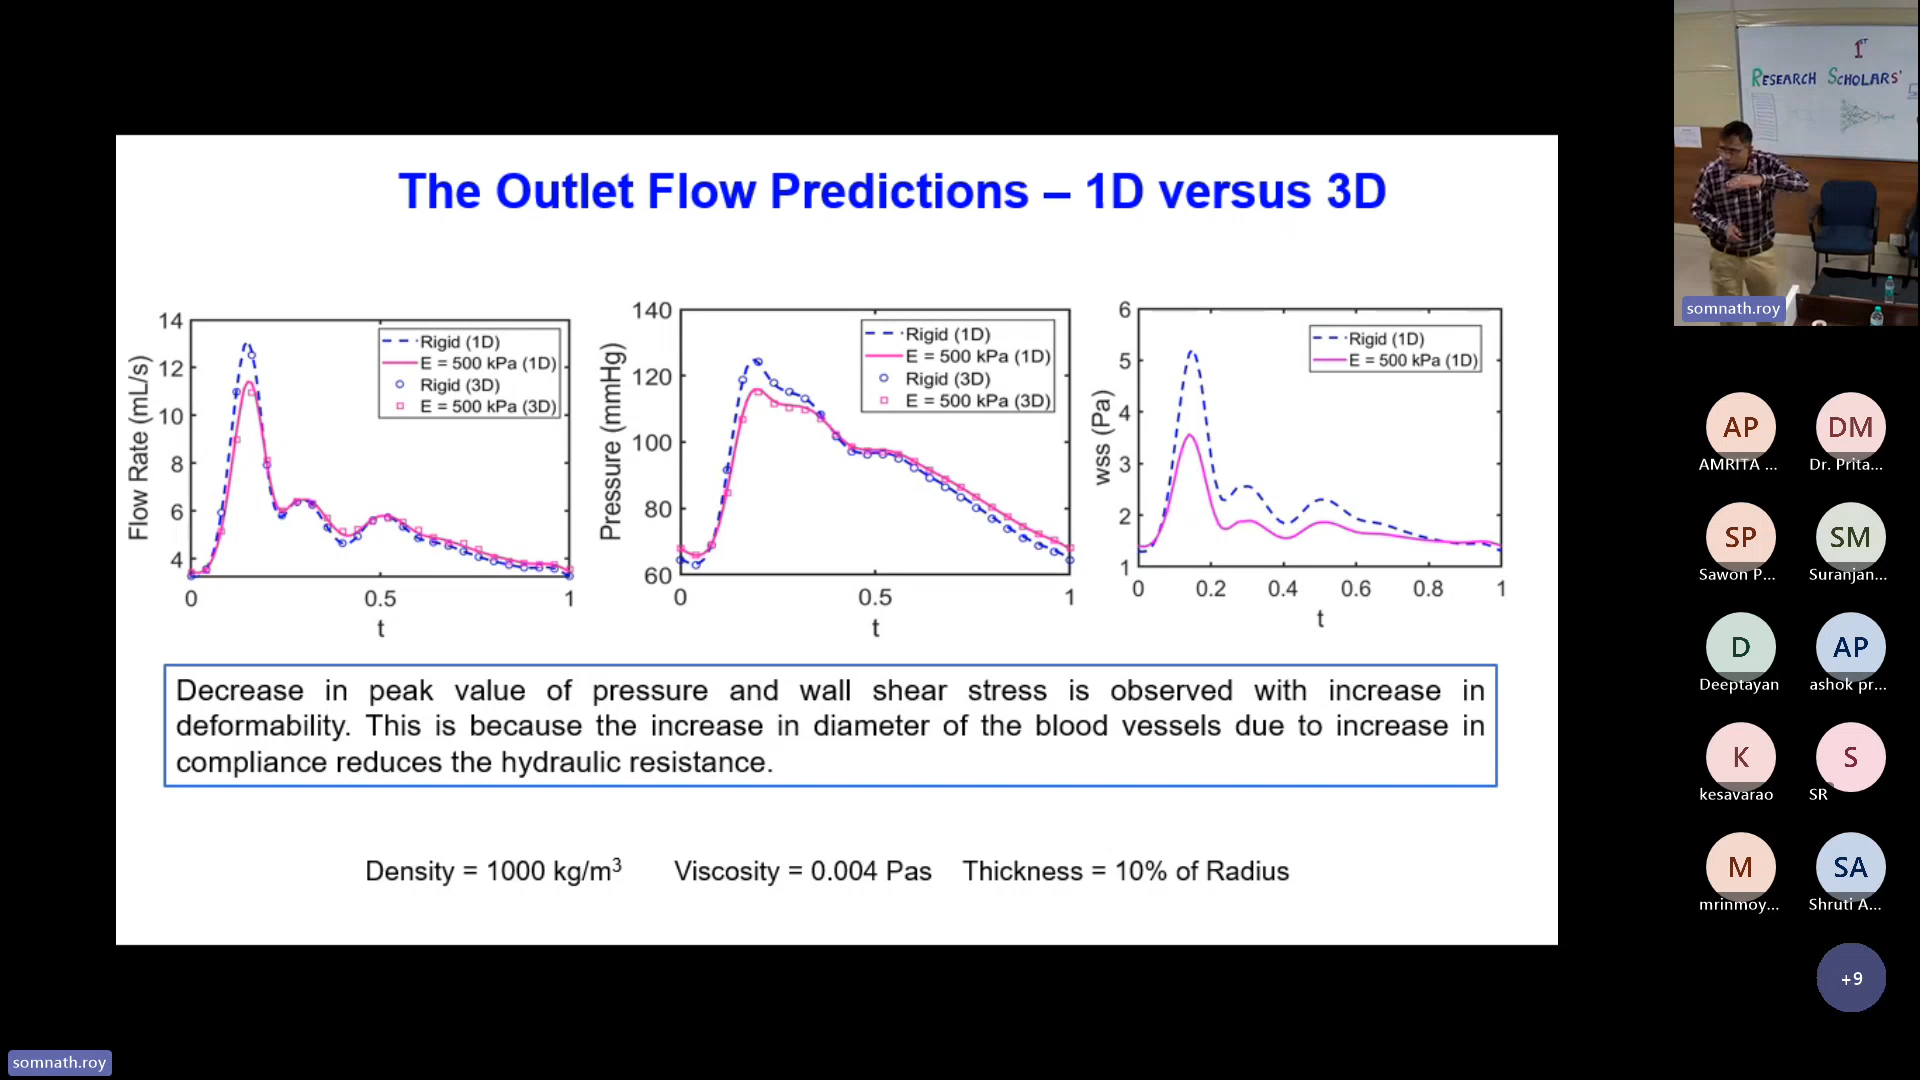 The Outlet Flow Predictions – 1D versus 3D
14
12
10
8
6
4
0
0.5
1
t
Flow Rate (mL/s)
Rigid (1D)
E = 500 kPa (1D)
Rigid (3D)
E = 500 kPa (3D)
140
120
100
80
60
0
0.5
1
t
Pressure (mmHg)
Rigid (1D)
E = 500 kPa (1D)
Rigid (3D)
E = 500 kPa (3D)
6
5
4
3
2
1
0
0.2
0.4
0.6
0.8
1
t
wss (Pa)
Rigid (1D)
E = 500 kPa (1D)
Decrease in peak value of pressure and wall shear stress is observed with increase in
deformability. This is because the increase in diameter of the blood vessels due to increase in
compliance reduces the hydraulic resistance.
Density = 1000 kg/m³ Viscosity = 0.004 Pas Thickness = 10% of Radius
1ST
RESEARCH SCHOLARS'
somnath.roy
AP
AMRITA ...
DM
Dr. Prita...
SP
Sawon P...
SM
Suranjan...
D
Deeptayan
AP
ashok pr...
K
kesavarao
S
SR
M
mrinmoy...
SA
Shruti A...
+9
somnath.roy